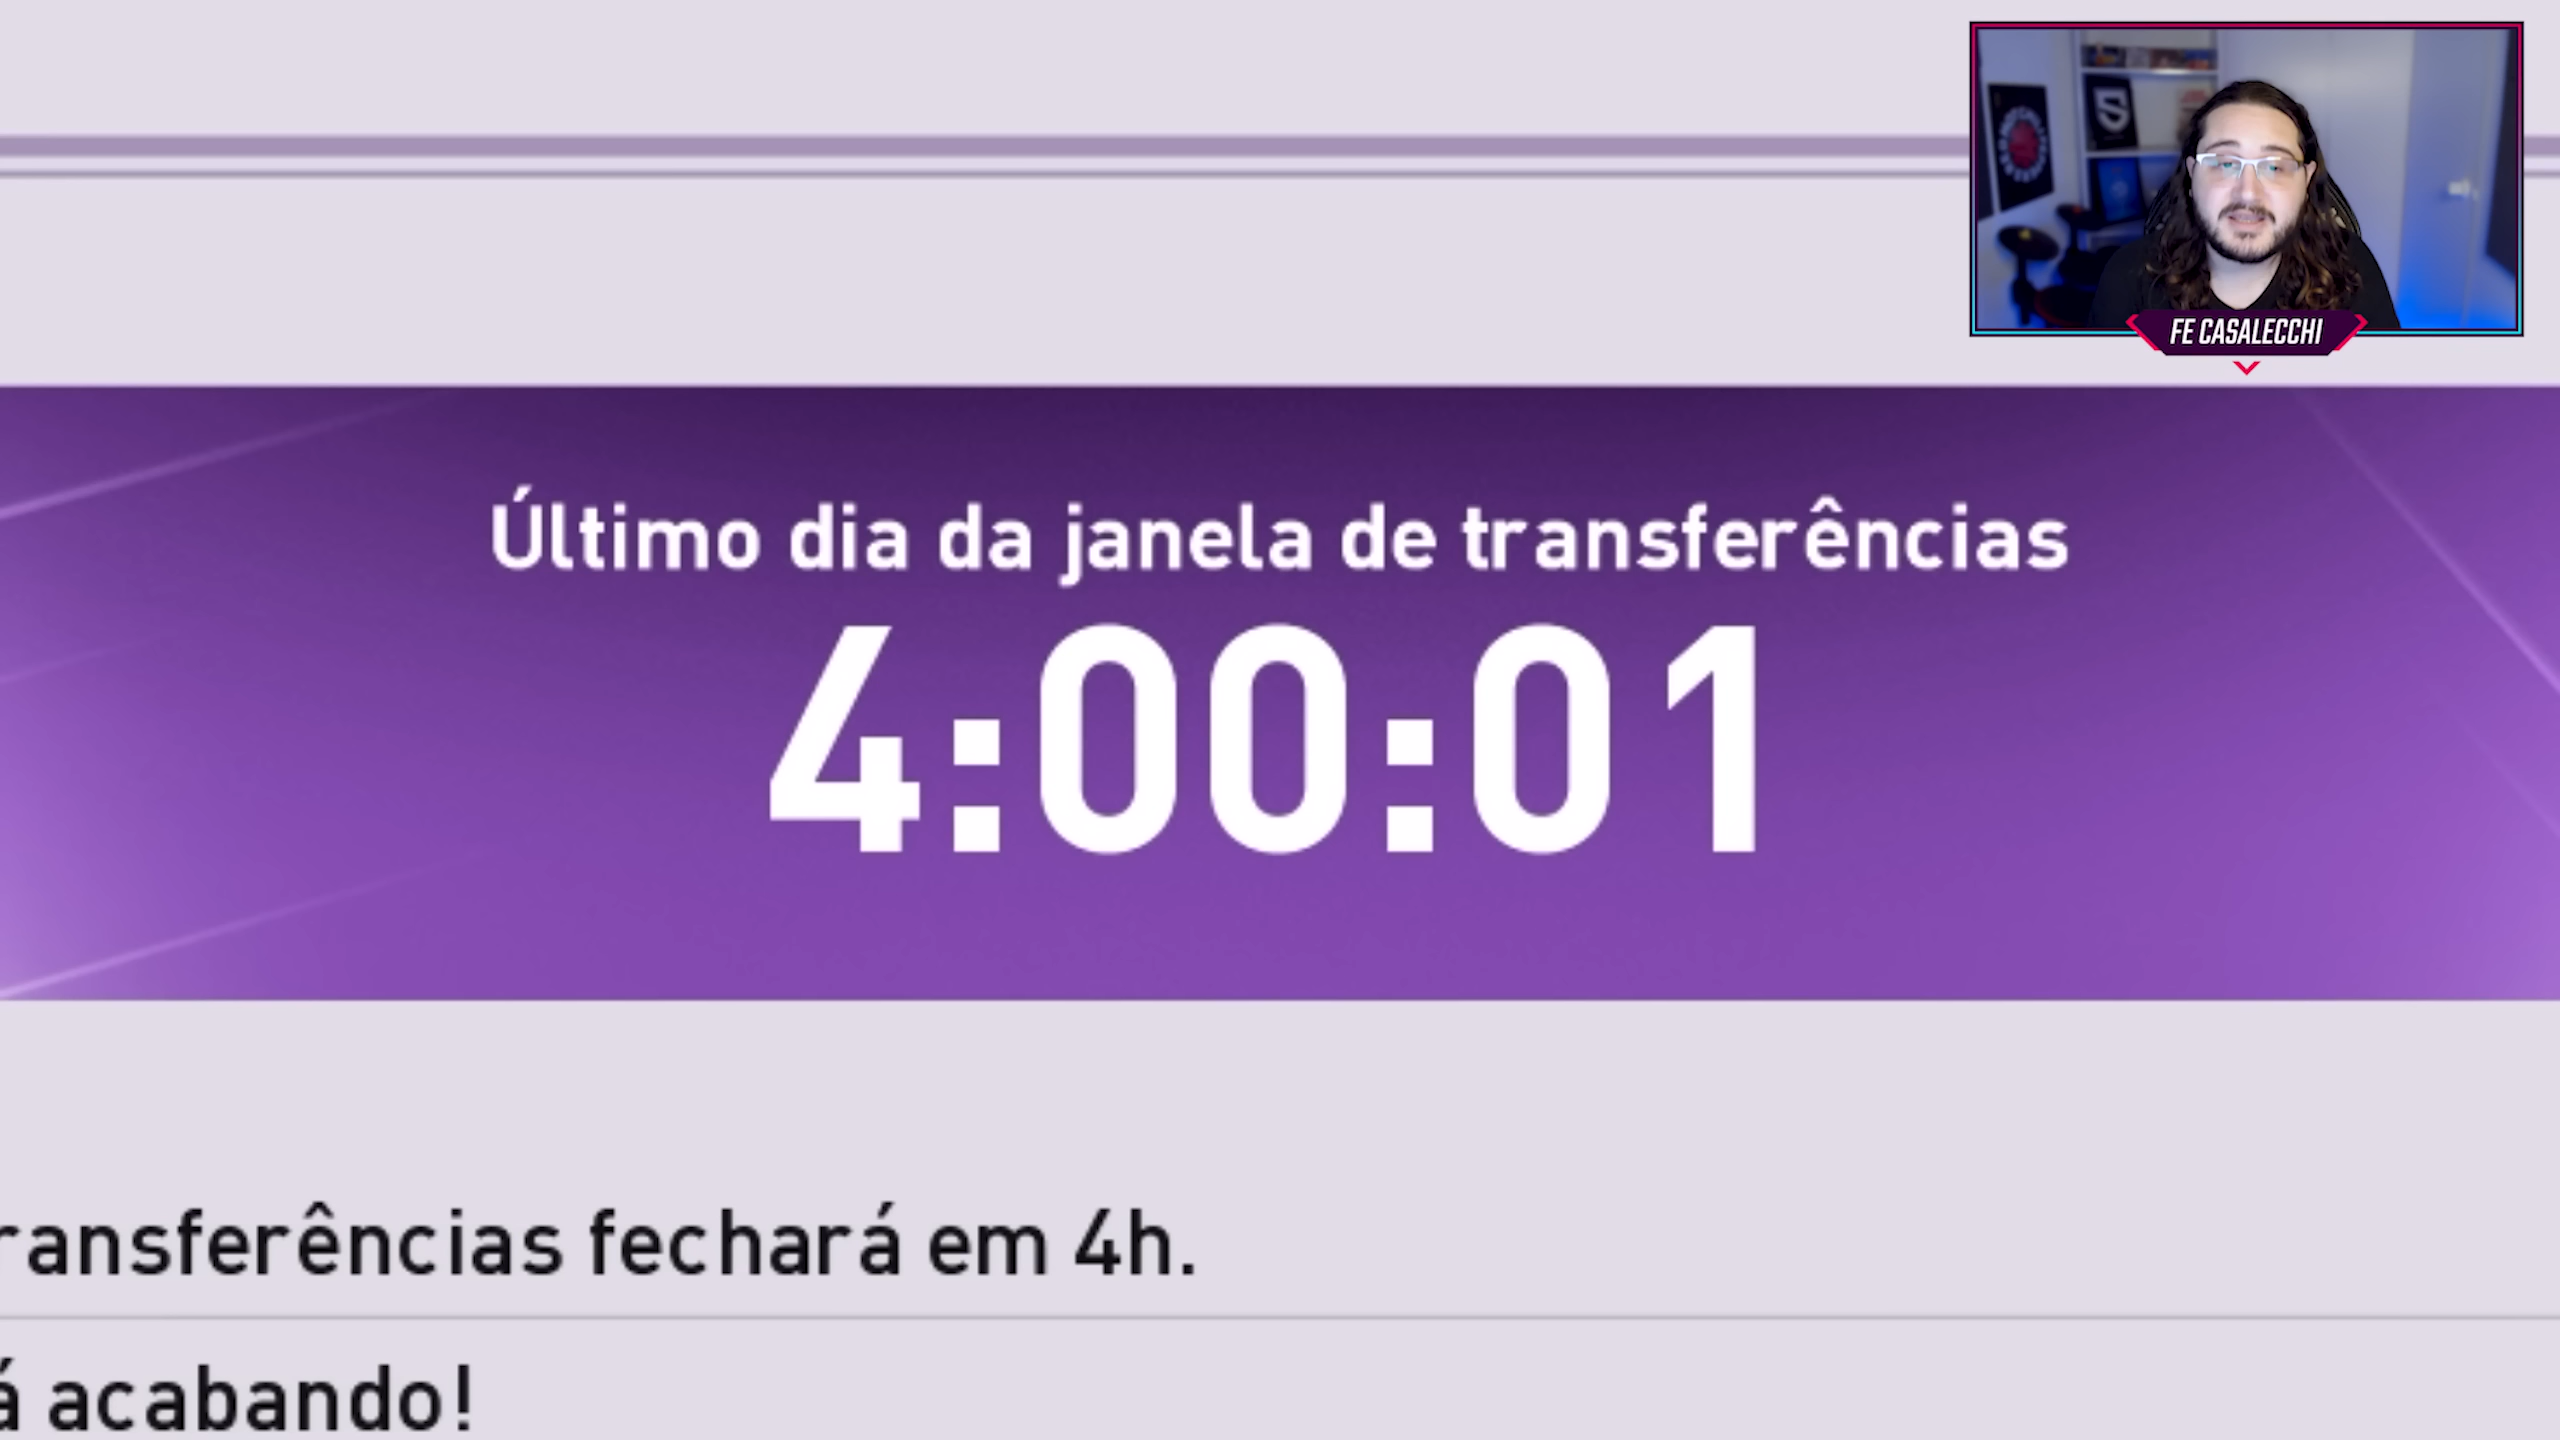 FE CASALECCHI
Último dia da janela de transferências
4:00:01
ransferências fechará em 4h.
á acabando!